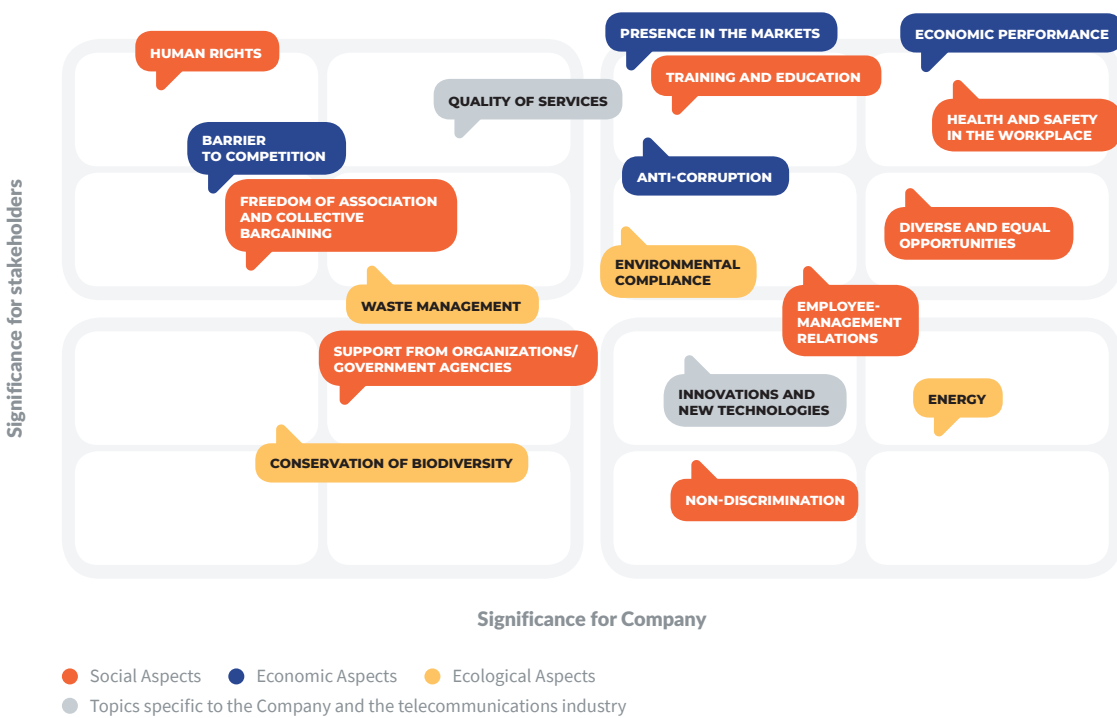 PRESENCE IN THE MARKETS
ECONOMIC PERFORMANCE
HUMAN RIGHTS
TRAINING AND EDUCATION
QUALITY OF SERVICES
HEALTH AND SAFETY
IN THE WORKPLACE
BARRIER
TO COMPETITION
ANTI-CORRUPTION
FREEDOM OF ASSOCIATION
AND COLLECTIVE
BARGAINING
DIVERSE AND EQUAL
OPPORTUNITIES
ENVIRONMENTAL
COMPLIANCE
WASTE MANAGEMENT
EMPLOYEE-
MANAGEMENT
RELATIONS
SUPPORT FROM ORGANIZATIONS/
GOVERNMENT AGENCIES
INNOVATIONS AND
NEW TECHNOLOGIES
ENERGY
CONSERVATION OF BIODIVERSITY
NON-DISCRIMINATION
Significance for stakeholders
Significance for Company
Social Aspects
Economic Aspects
Ecological Aspects
Topics specific to the Company and the telecommunications industry